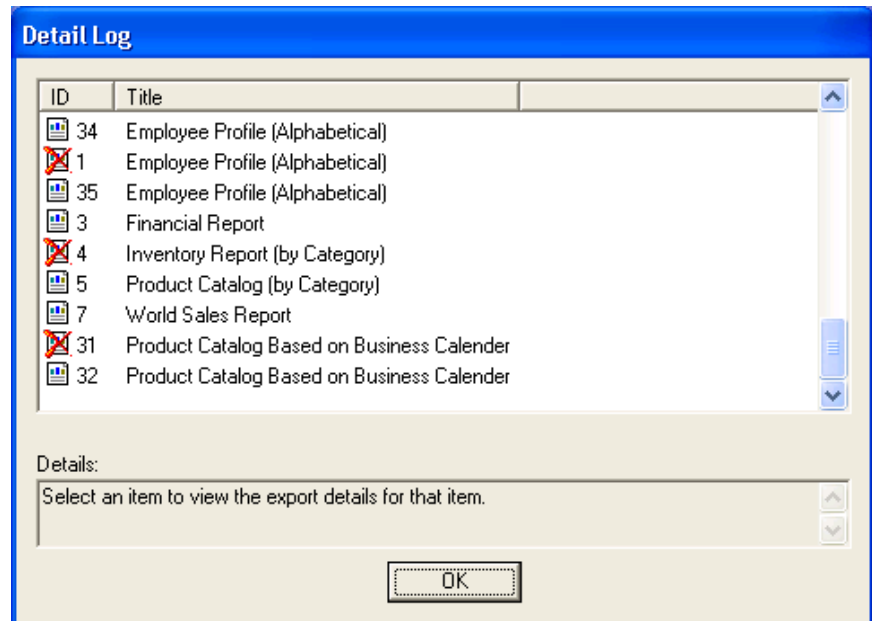 Detail Log
ID Title
34 Employee Profile (Alphabetical)
1 Employee Profile (Alphabetical)
35 Employee Profile (Alphabetical)
3 Financial Report
4 Inventory Report (by Category)
5 Product Catalog (by Category)
7 World Sales Report
31 Product Catalog Based on Business Calender
32 Product Catalog Based on Business Calender
Details:
Select an item to view the export details for that item.
OK